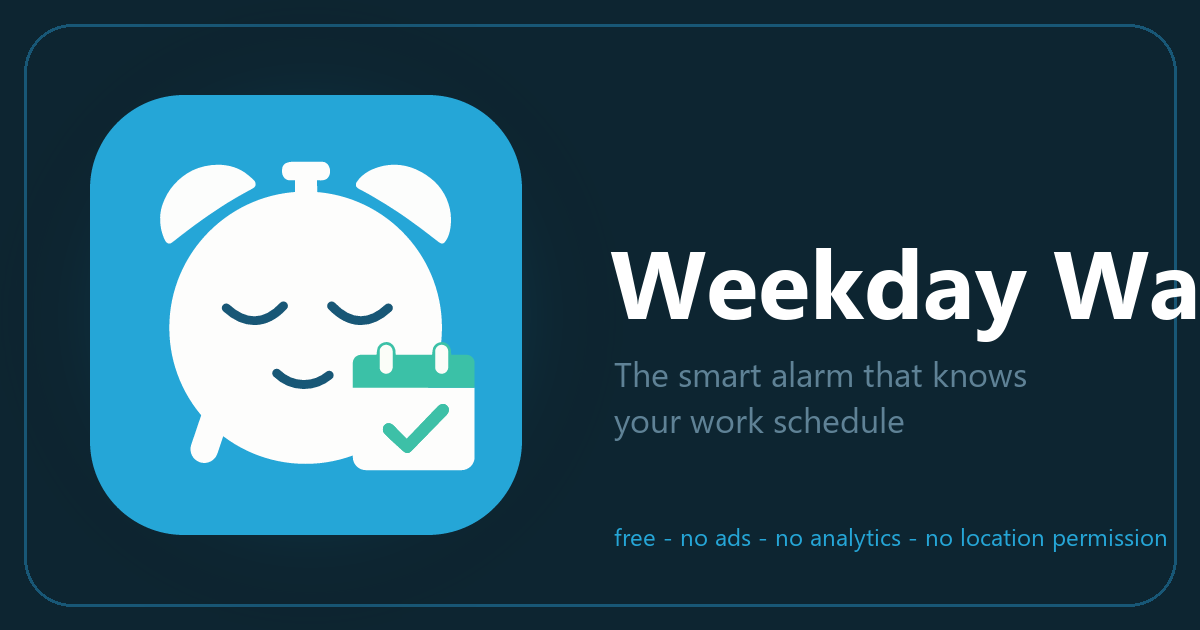 Weekday Wa
The smart alarm that knows
your work schedule
free - no ads - no analytics - no location permission